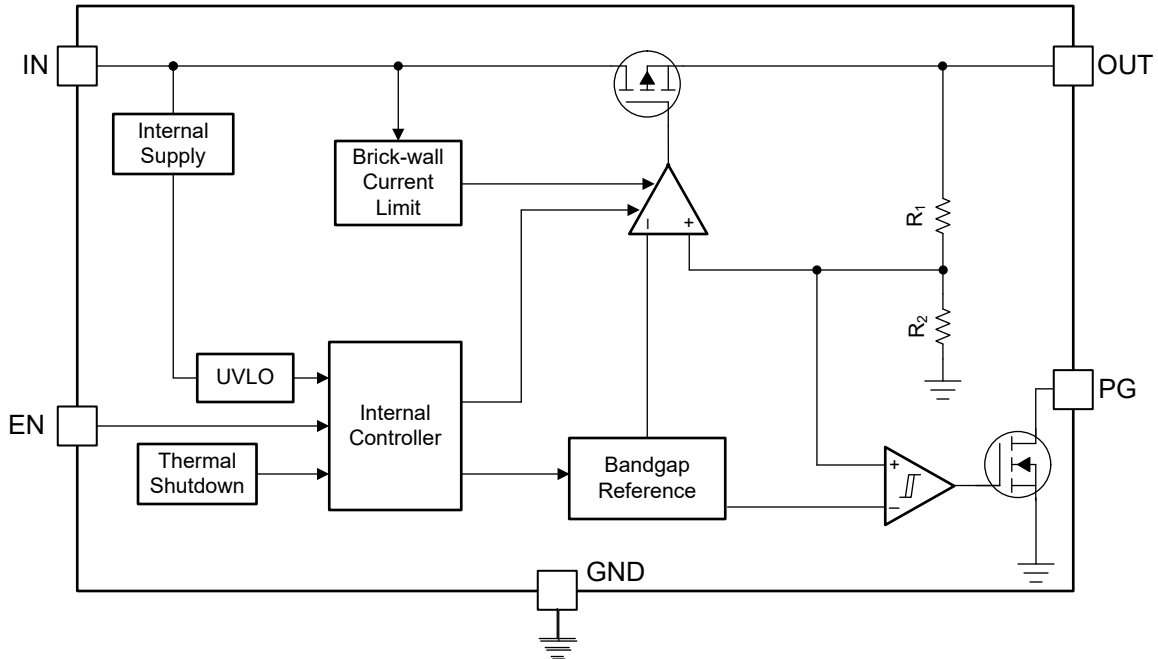 IN
OUT
Internal
Supply
Brick-wall
Current
Limit
–
+
R1
R2
UVLO
PG
EN
Internal
Controller
Thermal
Shutdown
Bandgap
Reference
+
–
GND